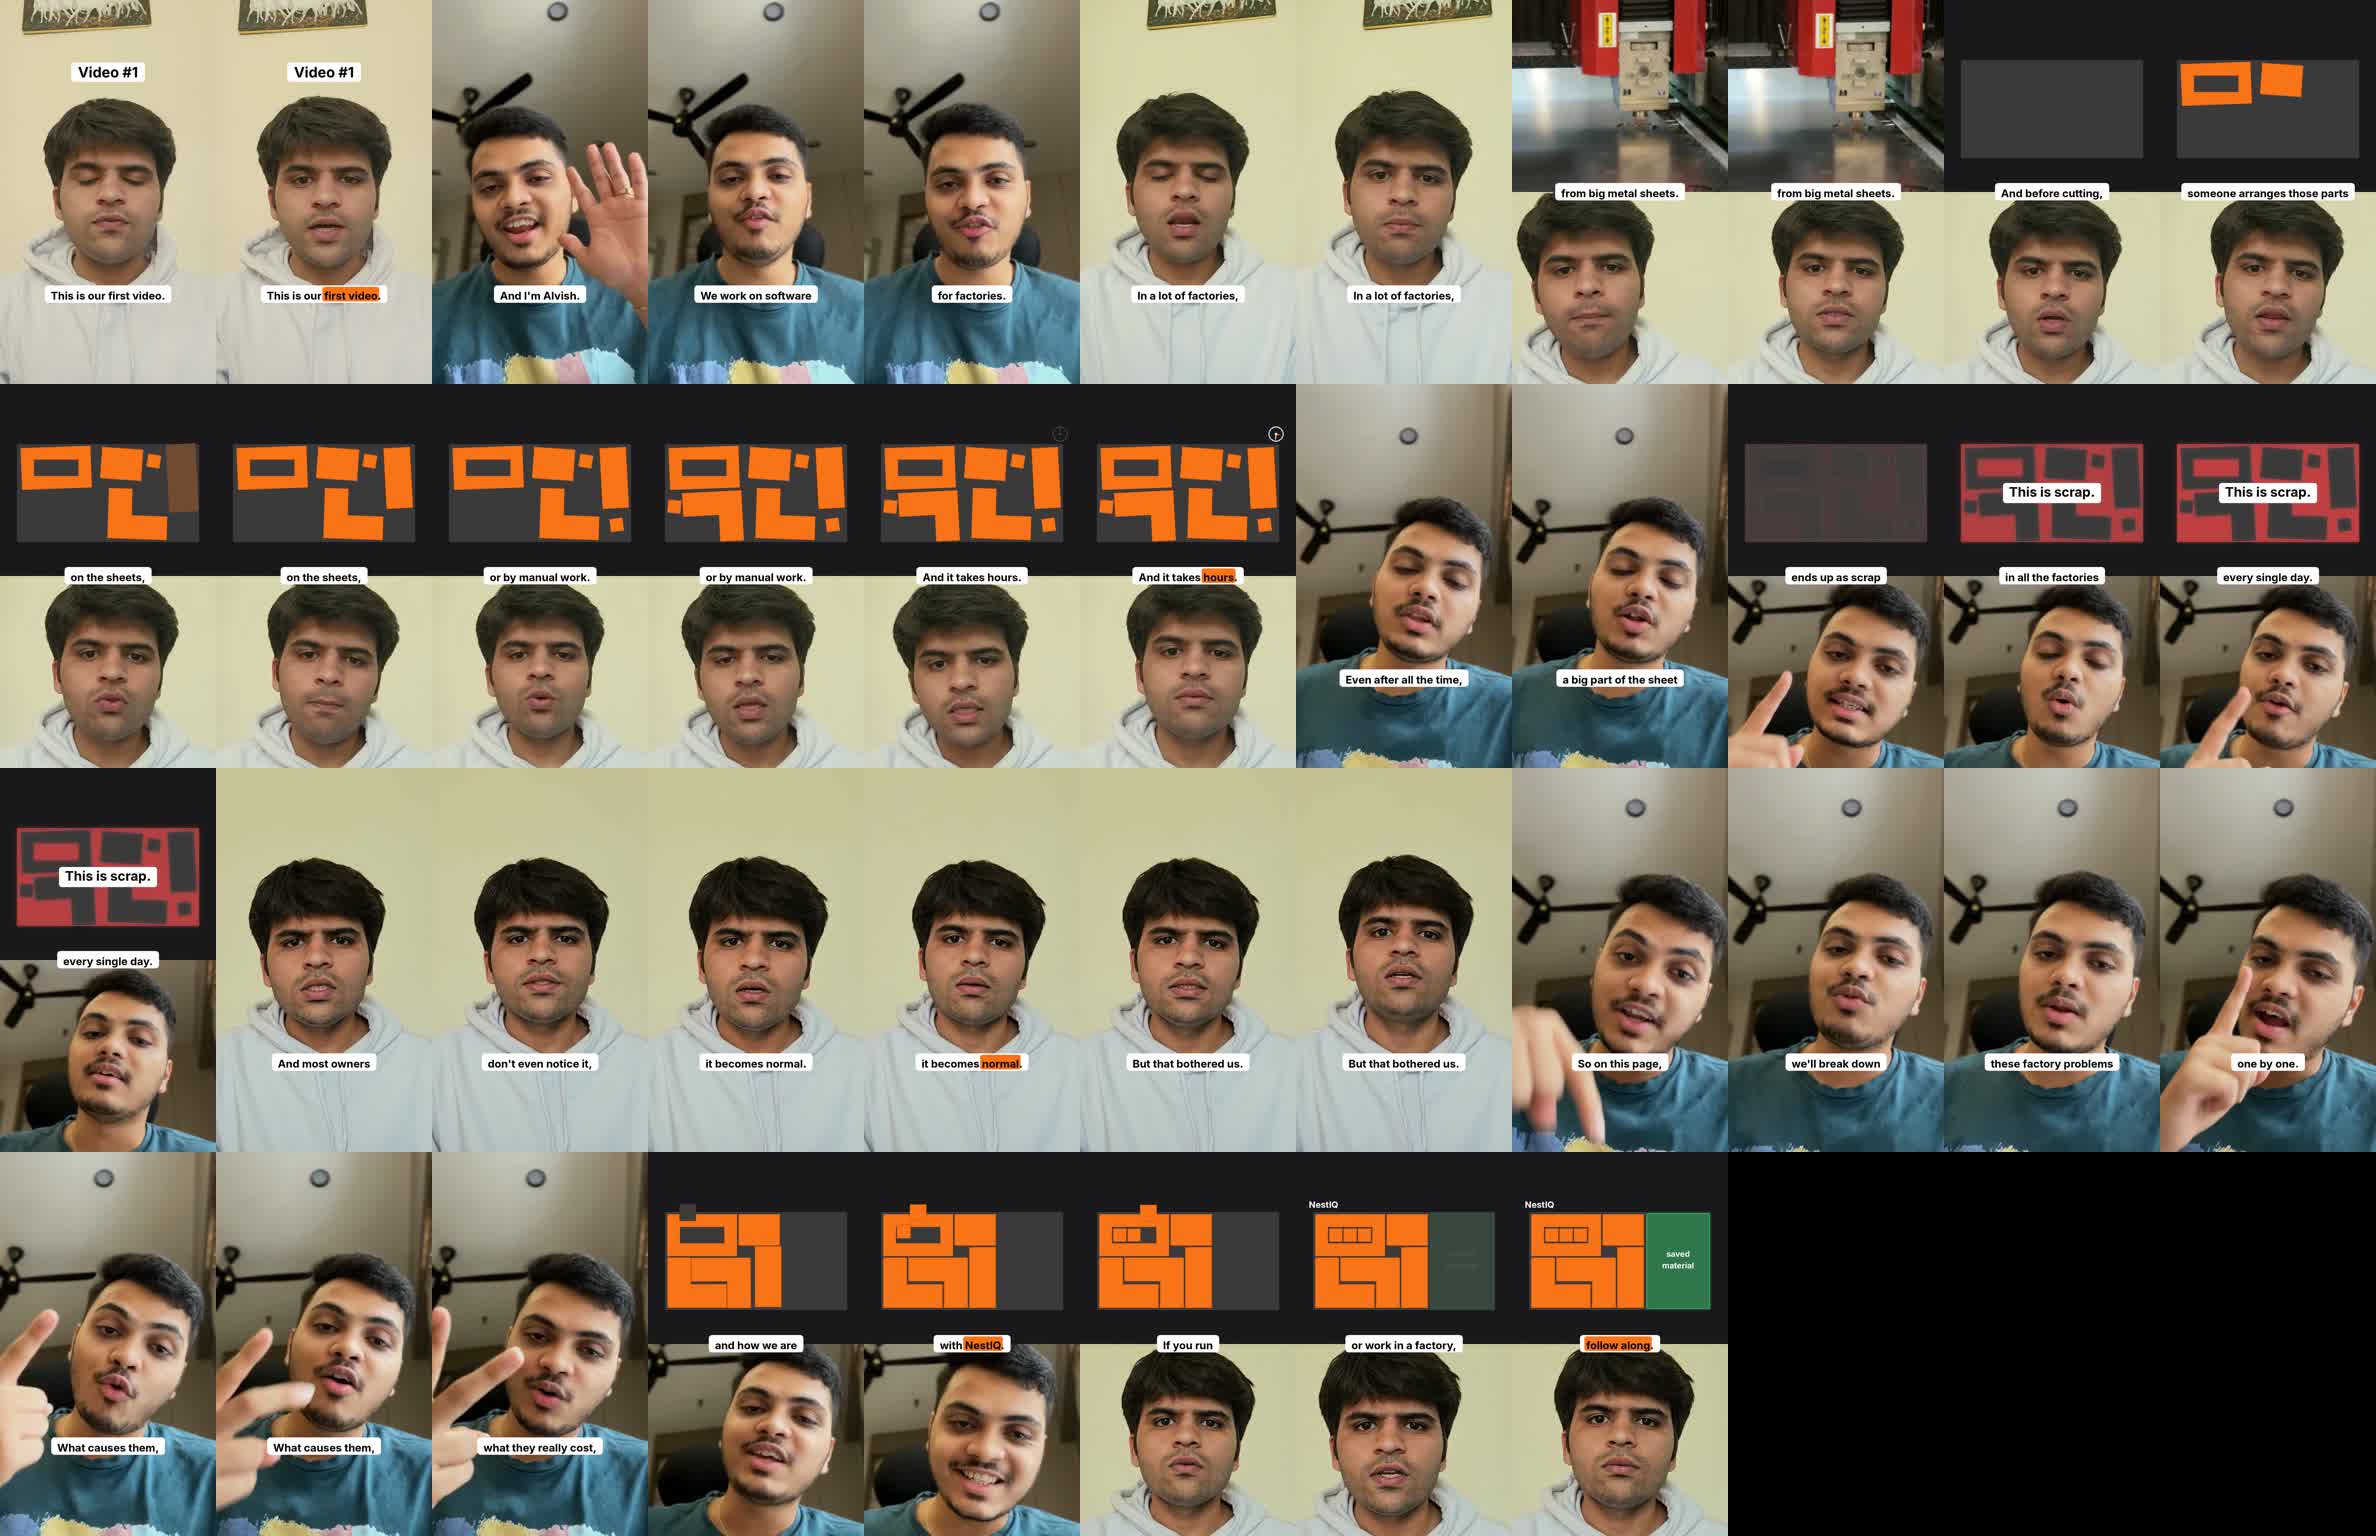 Video #1
This is our first video.
Video #1
This is our first video.
And I'm Alvish.
We work on software
for factories.
In a lot of factories,
In a lot of factories,
from big metal sheets.
from big metal sheets.
And before cutting,
someone arranges those parts
on the sheets,
on the sheets,
or by manual work.
or by manual work.
And it takes hours.
And it takes hours.
Even after all the time,
a big part of the sheet
ends up as scrap
This is scrap.
in all the factories
This is scrap.
every single day.
This is scrap.
every single day.
And most owners
don't even notice it,
it becomes normal.
it becomes normal.
But that bothered us.
But that bothered us.
So on this page,
we'll break down
these factory problems
one by one.
What causes them,
What causes them,
what they really cost,
and how we are
with NestIQ.
If you run
NestIQ
or work in a factory,
NestIQ
saved
material
follow along.